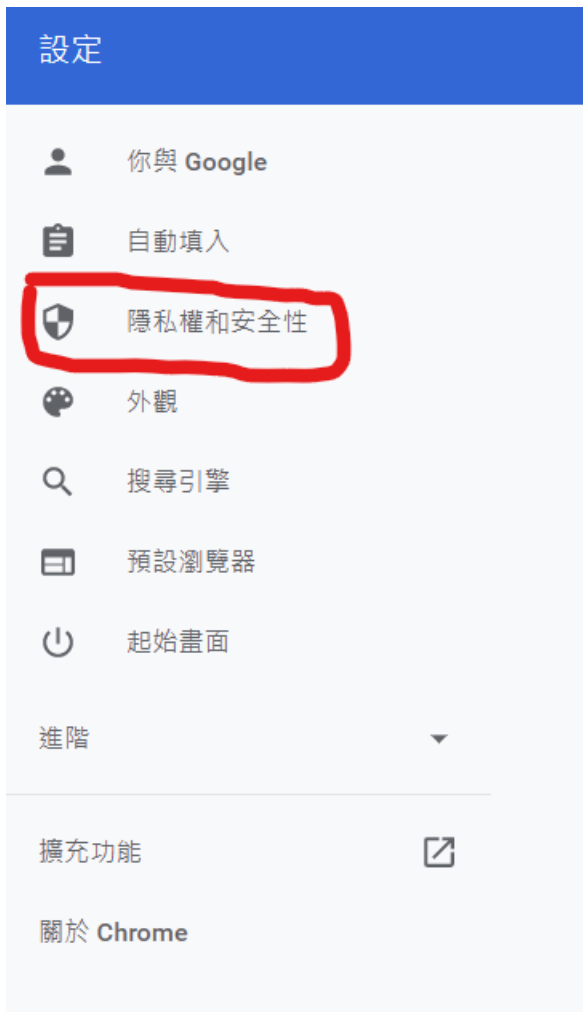 設定
你與 Google
自動填入
隱私權和安全性
外觀
搜尋引擎
預設瀏覽器
起始畫面
進階
擴充功能
關於 Chrome